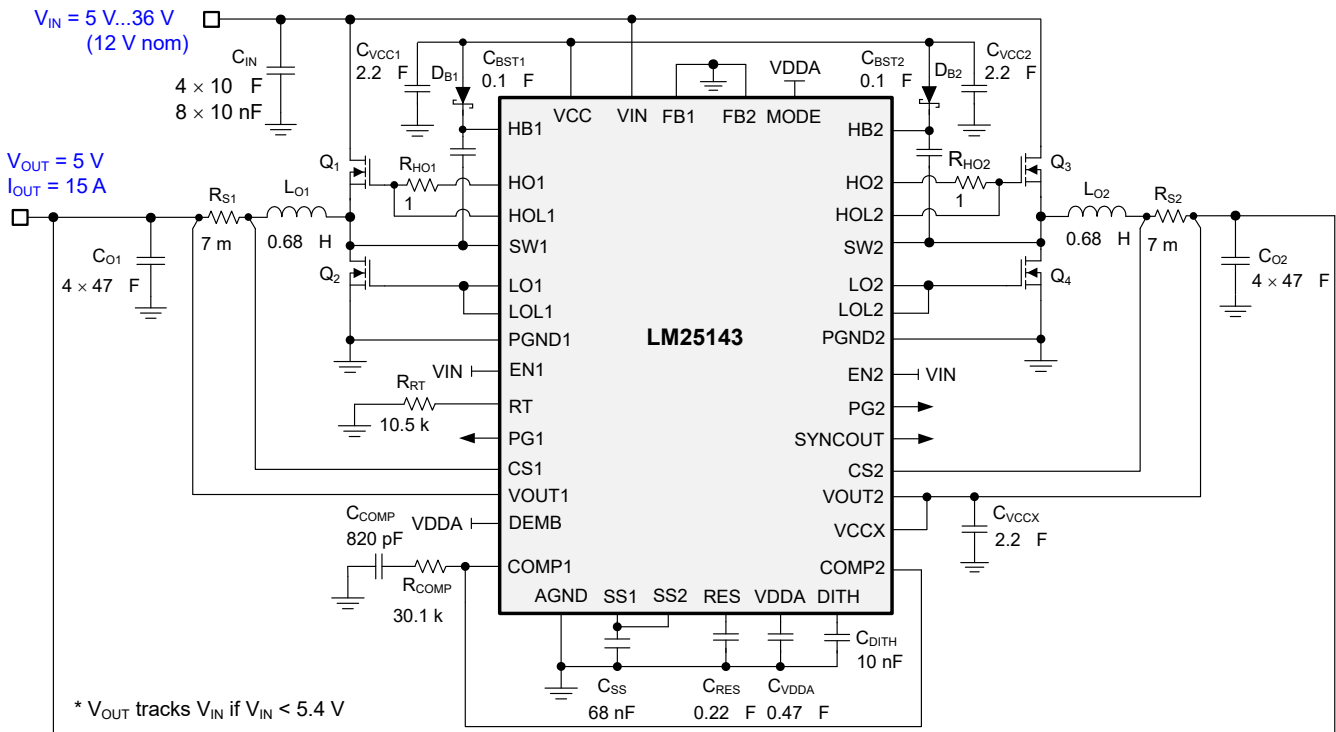 VIN = 5 V...36 V
(12 V nom)
CIN
4 × 10 F
8 × 10 nF
CVCC1
2.2 F
DB1
CBST1
0.1 F
VDDA
CBST2
0.1 F
DB2
CVCC2
2.2 F
VCC
VIN
FB1
FB2
MODE
HB1
HB2
VOUT = 5 V
IOUT = 15 A
Q1
RHO1
1
HO1
HO2
RHO2
1
Q3
RS1
7 m
LO1
0.68 H
HOL1
HOL2
LO2
0.68 H
RS2
7 m
SW1
SW2
CO1
4 × 47 F
Q2
LO1
LO2
Q4
CO2
4 × 47 F
LOL1
LOL2
PGND1
LM25143
PGND2
VIN
EN1
EN2
VIN
RRT
10.5 k
RT
PG2
PG1
SYNCOUT
CS1
CS2
VOUT1
VOUT2
CCOMP
820 pF
VDDA
DEMB
VCCX
CVCCX
2.2 F
COMP1
COMP2
RCOMP
30.1 k
AGND
SS1
SS2
RES
VDDA
DITH
CDITH
10 nF
CSS
68 nF
CRES
0.22 F
CVDDA
0.47 F
* VOUT tracks VIN if VIN < 5.4 V